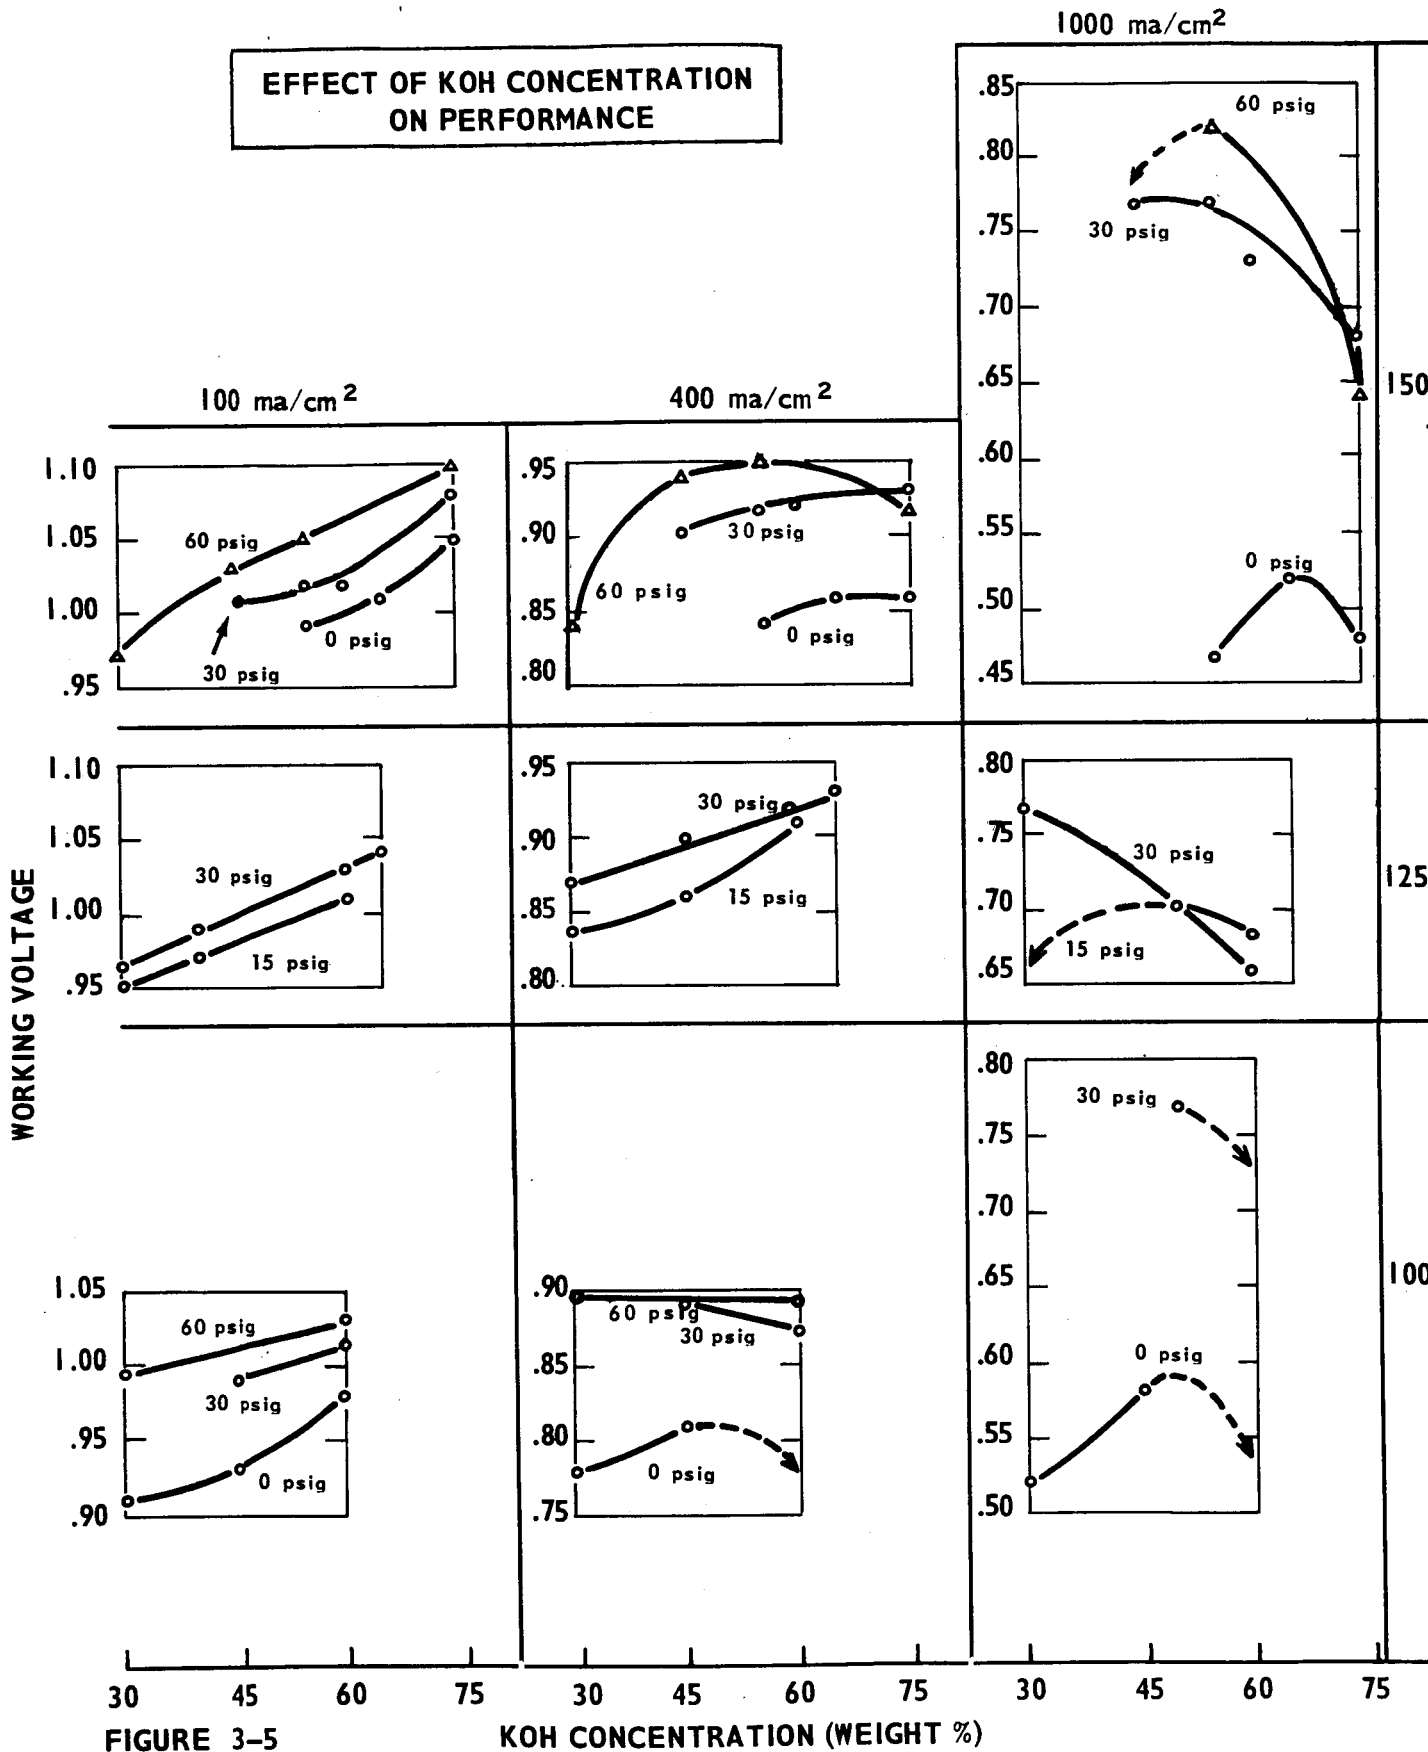 1000 ma/cm²
EFFECT OF KOH CONCENTRATION
ON PERFORMANCE
.85
.80
.75
.70
.65
.60
.55
.50
.45
60 psig
30 psig
0 psig
150
100 ma/cm²
400 ma/cm²
1.10
1.05
1.00
.95
60 psig
30 psig
0 psig
.95
.90
.85
.80
60 psig
30 psig
0 psig
1.10
1.05
1.00
.95
30 psig
15 psig
.95
.90
.85
.80
30 psig
15 psig
.80
.75
.70
.65
30 psig
15 psig
125
WORKING VOLTAGE
1.05
1.00
.95
.90
60 psig
30 psig
0 psig
.90
.85
.80
.75
60 psig
30 psig
0 psig
.80
.75
.70
.65
.60
.55
.50
30 psig
0 psig
100
30 45 60 75
30 45 60 75
30 45 60 75
FIGURE 3-5
KOH CONCENTRATION (WEIGHT %)